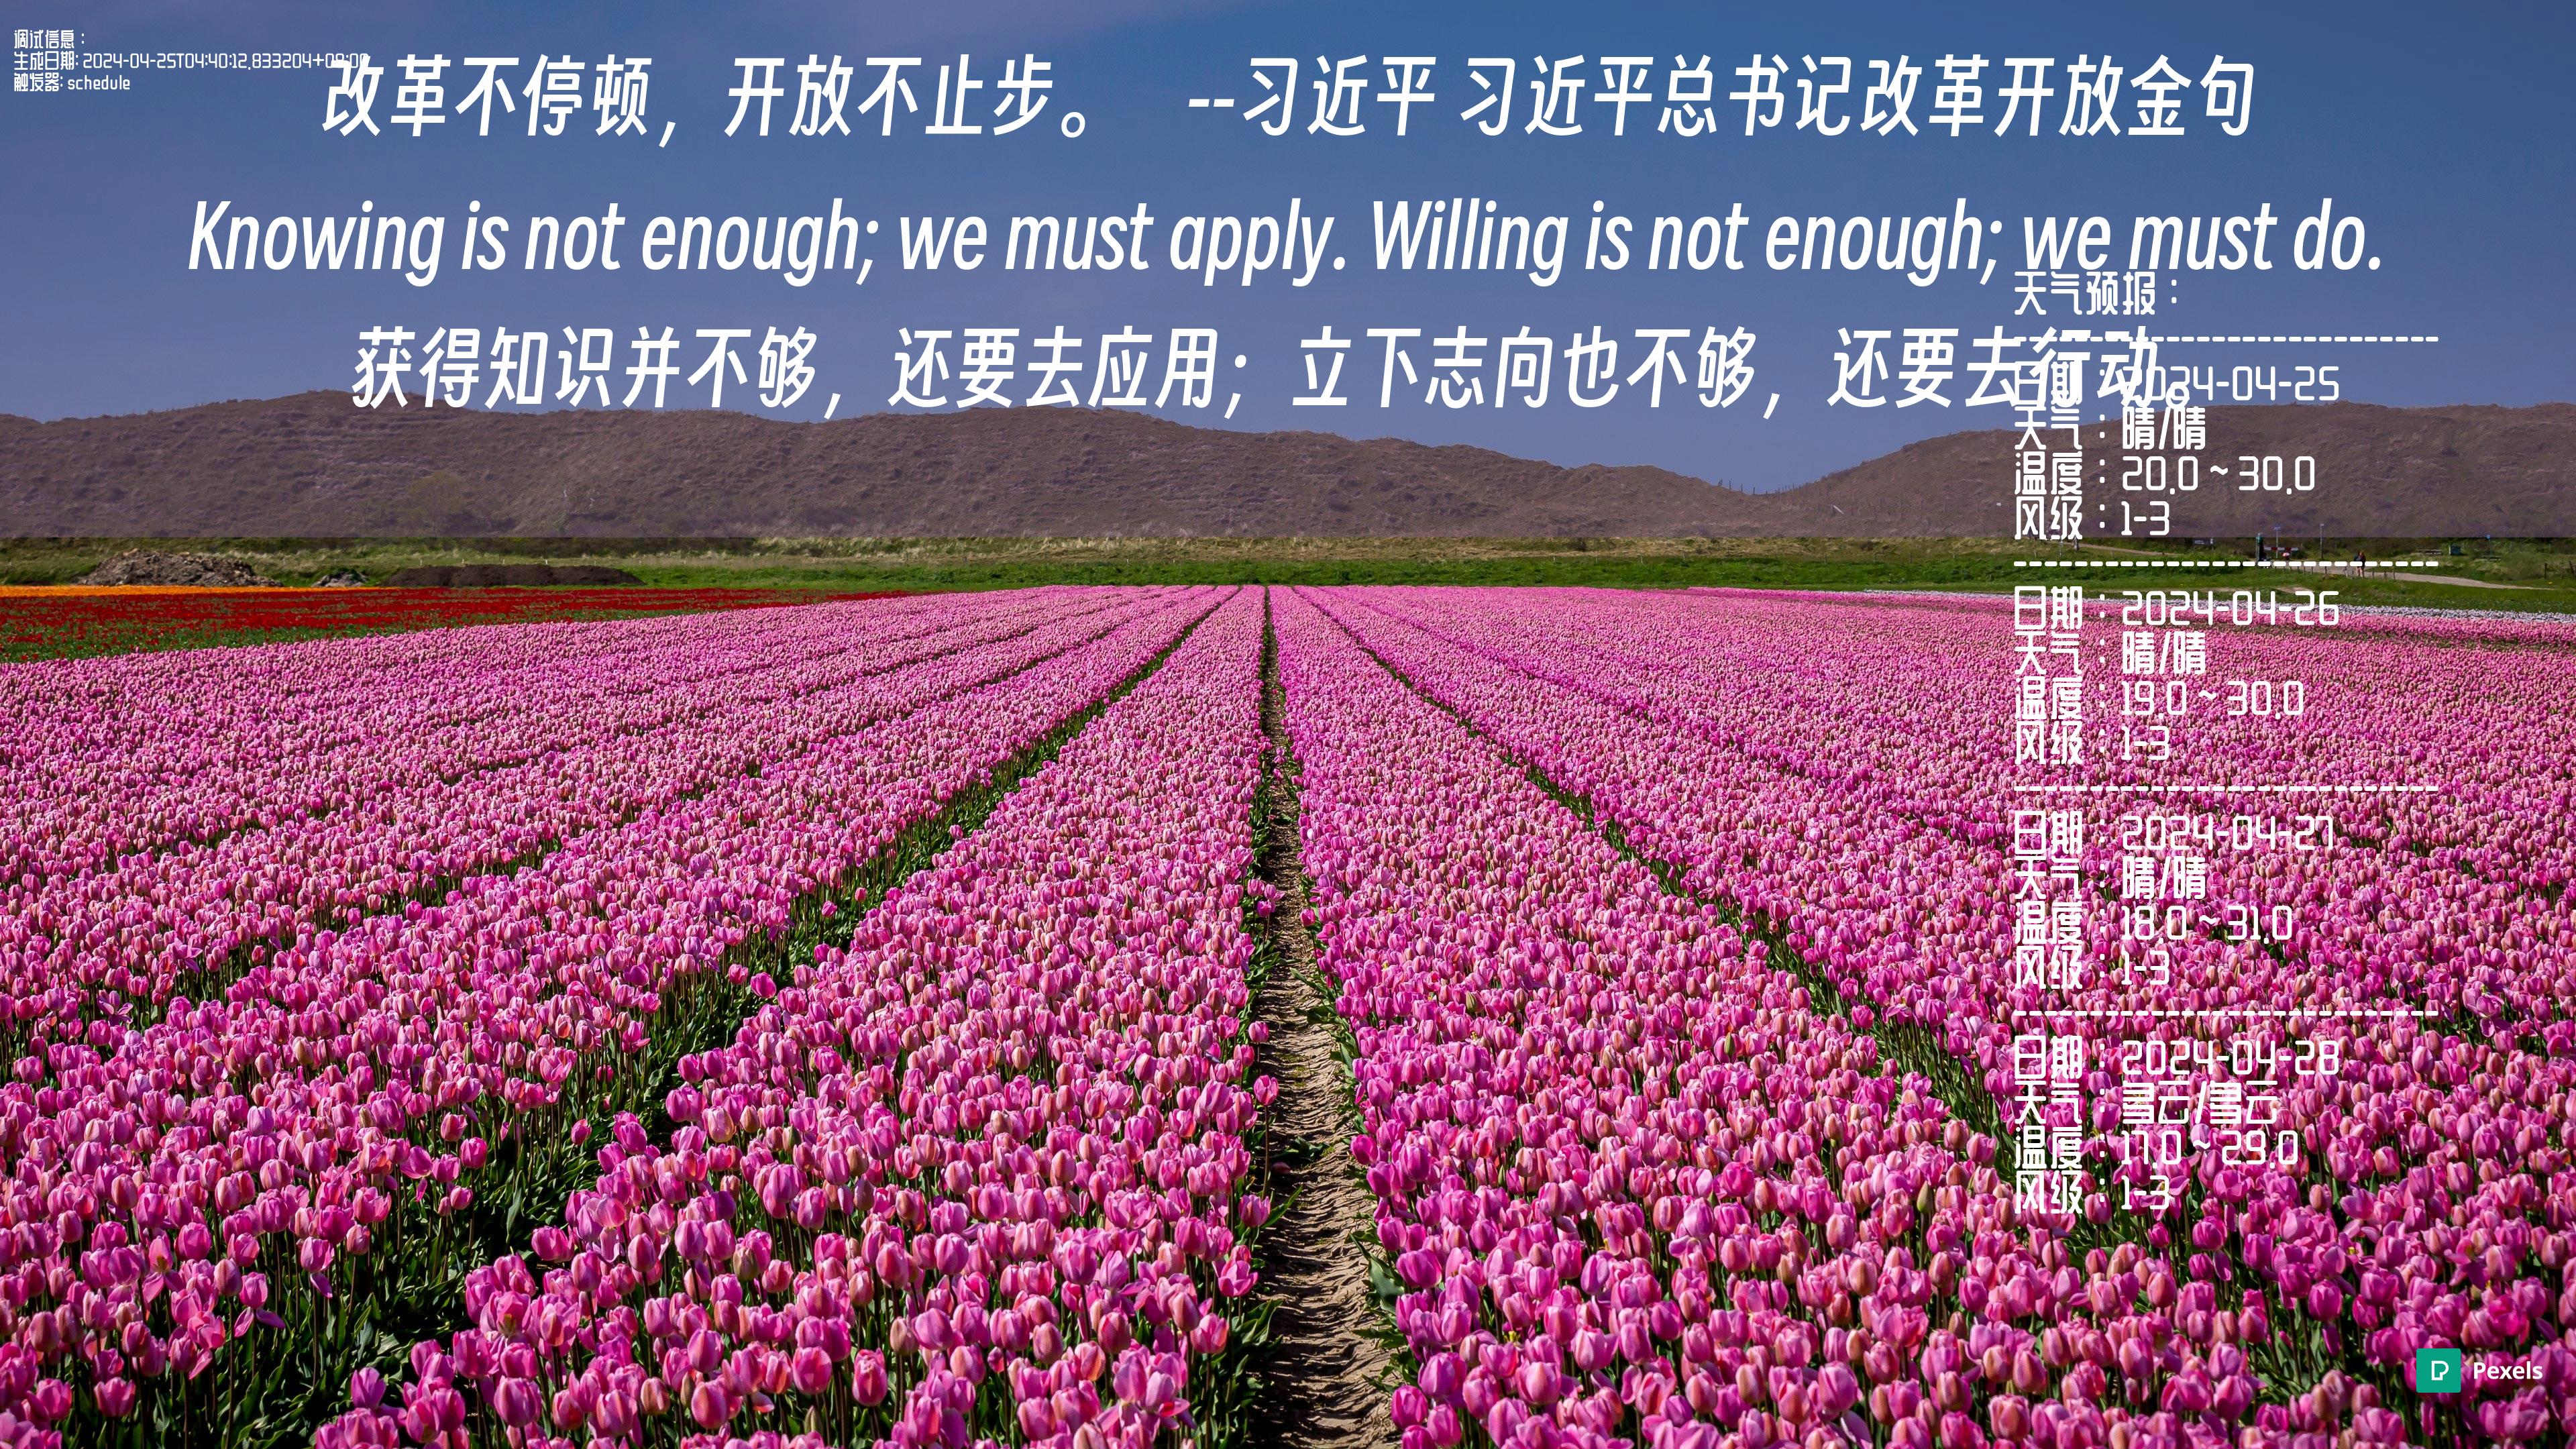 调试信息：
生成日期: 2024-04-25T04:40:12.833204+08:00
触发器: schedule
改革不停顿，开放不止步。 --习近平 习近平总书记改革开放金句
Knowing is not enough; we must apply. Willing is not enough; we must do.
获得知识并不够，还要去应用；立下志向也不够，还要去行动。
天气预报：
------------------------
日期：2024-04-25
天气：晴/晴
温度：20.0 ~ 30.0
风级：1-3
------------------------
日期：2024-04-26
天气：晴/晴
温度：19.0 ~ 30.0
风级：1-3
------------------------
日期：2024-04-27
天气：晴/晴
温度：18.0 ~ 31.0
风级：1-3
------------------------
日期：2024-04-28
天气：多云/多云
温度：17.0 ~ 29.0
风级：1-3
Pexels